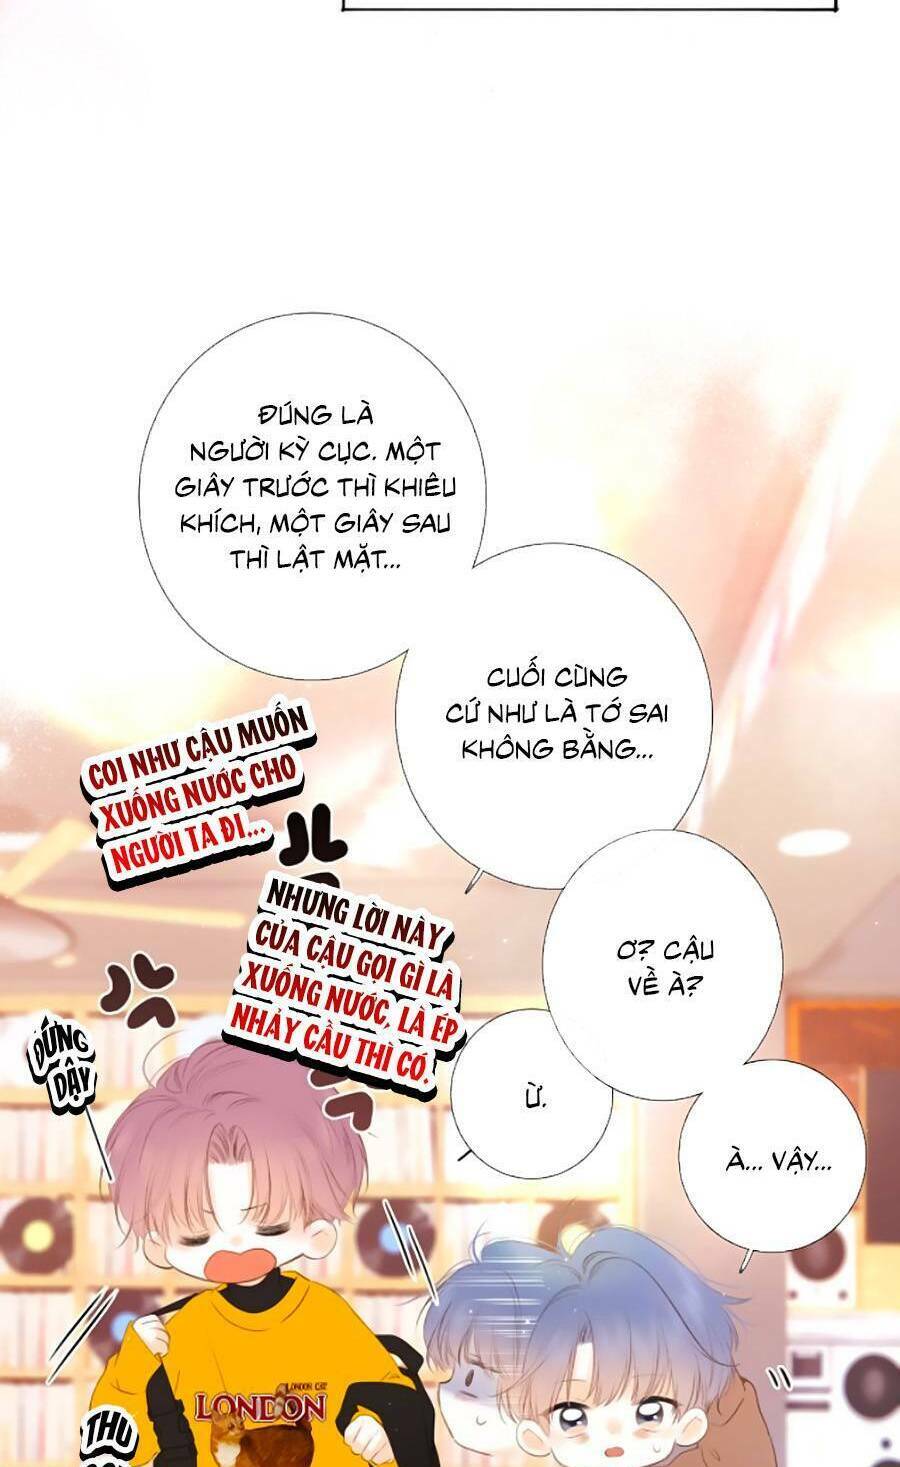 ĐÚNG LÀ
NGƯỜI KỲ CỤC. MỘT
GIÂY TRƯỚC THÌ KHIÊU
KHÍCH, MỘT GIÂY SAU
THÌ LẬT MẶT...
CUỐI CÙNG
CỨ NHƯ LÀ TỚ SAI
KHÔNG BẰNG...
COI NHƯ CẬU MUỐN
XUỐNG NƯỚC CHO
NGƯỜI TA ĐI...
NHƯNG LỜI NÀY
CỦA CẬU GỌI GÌ LÀ
XUỐNG NƯỚC, LÀ ÉP
NHẢY CẦU THÌ CÓ.
Ơ? CẬU
VỀ À?
Ừ.
À... VẬY...
ĐỨNG
DẬY
LONDON CAT
LONDON
THU